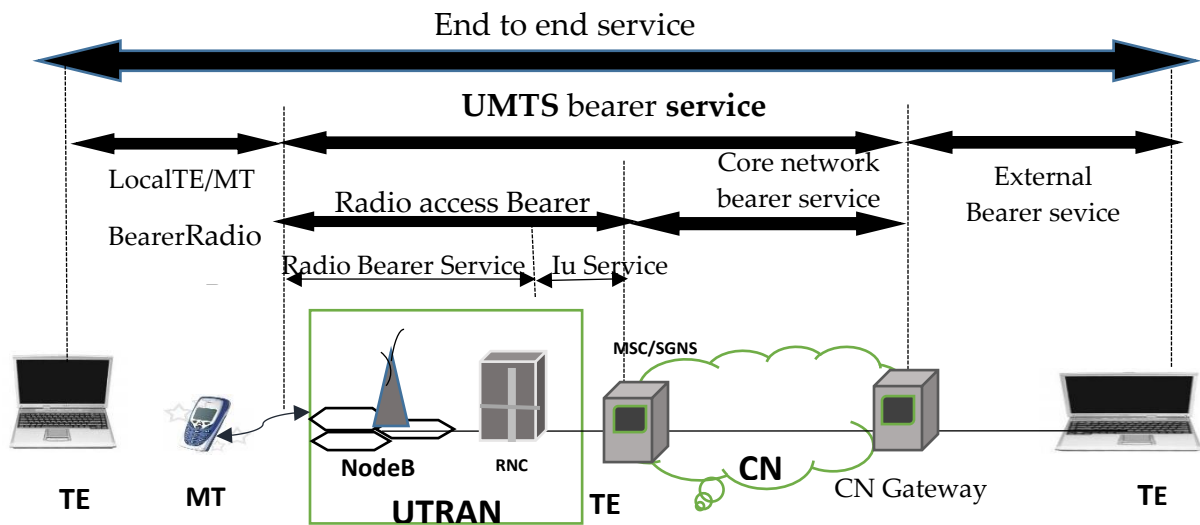 End to end service
UMTS bearer service
LocalTE/MT
BearerRadio
Core network
bearer service
External
Bearer sevice
Radio access Bearer
Radio Bearer Service
Iu Service
MSC/SGNS
NodeB
RNC
CN
CN Gateway
TE
MT
UTRAN
TE
TE